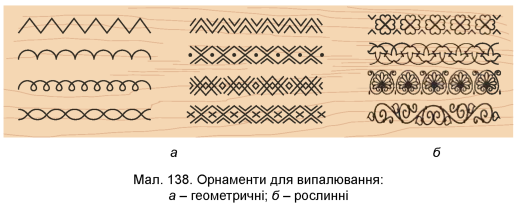 а
б
Мал. 138. Орнаменти для випалювання:
а – геометричні; б – рослинні